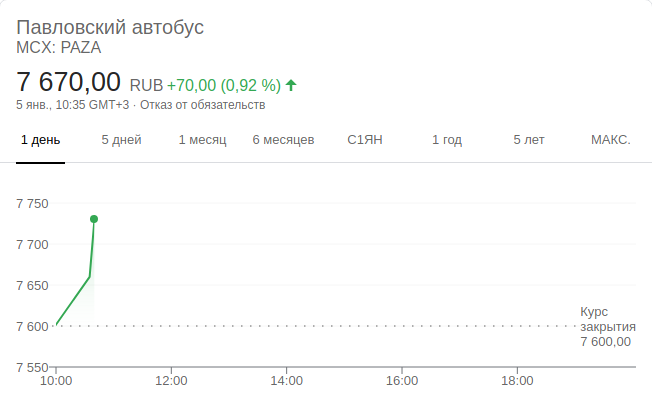 Павловский автобус
MCX: PAZA
7 670,00 RUB +70,00 (0,92 %)
5 янв., 10:35 GMT+3 · Отказ от обязательств
1 день 5 дней 1 месяц 6 месяцев С1ЯН 1 год 5 лет МАКС.
7 750
7 700
7 650
7 600
7 550
Курс
закрытия
7 600,00
10:00 12:00 14:00 16:00 18:00